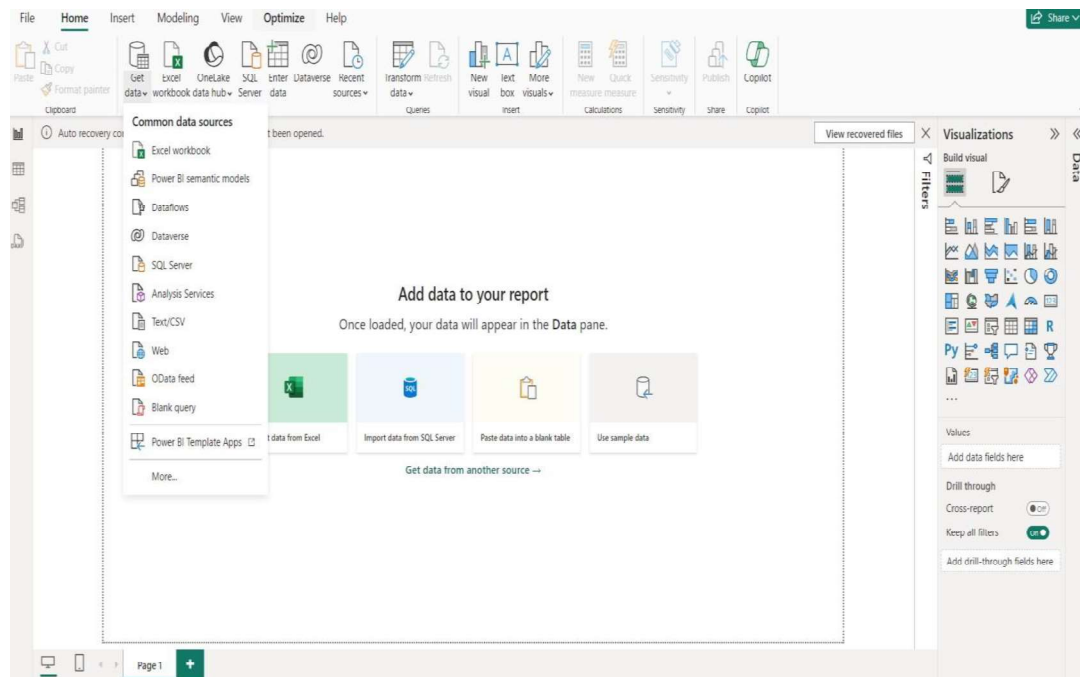 File Home Insert Modeling View Optimize Help
Share
Paste
Cut
Copy
Format painter
Clipboard
Get data
Excel workbook
OneLake data hub
SQL Server
Enter data
Dataverse
Recent sources
Transform data
Refresh
Queries
New visual
Text box
More visuals
Insert
New measure
Quick measure
Calculations
Sensitivity
Sensitivity
Publish
Share
Copilot
Copilot
Auto recovery
t been opened.
View recovered files
Common data sources
Excel workbook
Power BI semantic models
Dataflows
Dataverse
SQL Server
Analysis Services
Text/CSV
Web
OData feed
Blank query
Power BI Template Apps
More...
Add data to your report
Once loaded, your data will appear in the Data pane.
SQL
t data from Excel
Import data from SQL Server
Paste data into a blank table
Use sample data
Get data from another source →
Filters
Visualizations
Build visual
R
Py
...
Values
Add data fields here
Drill through
Cross-report
Off
Keep all filters
On
Add drill-through fields here
Data
Page 1